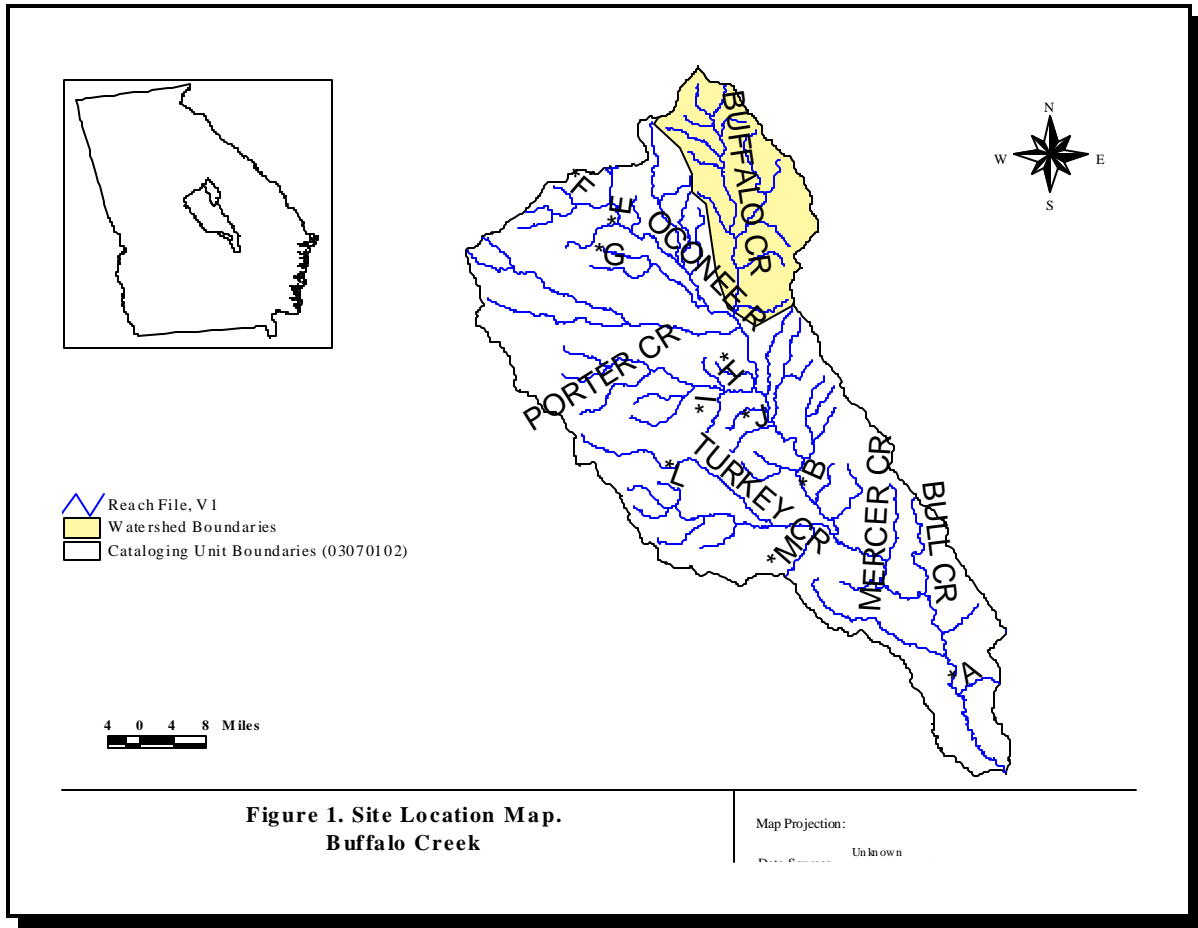 N
W E
S
BUFFALO CR
*F
*E
*G
OCONEE R
PORTER CR
*H
*I
*J
*L
TURKEY CR
*B
*M
MERCER CR
BULL CR
*A
Reach File, V1
Watershed Boundaries
Cataloging Unit Boundaries (03070102)
4 0 4 8 Miles
Figure 1. Site Location Map.
Buffalo Creek
Map Projection:
Unknown